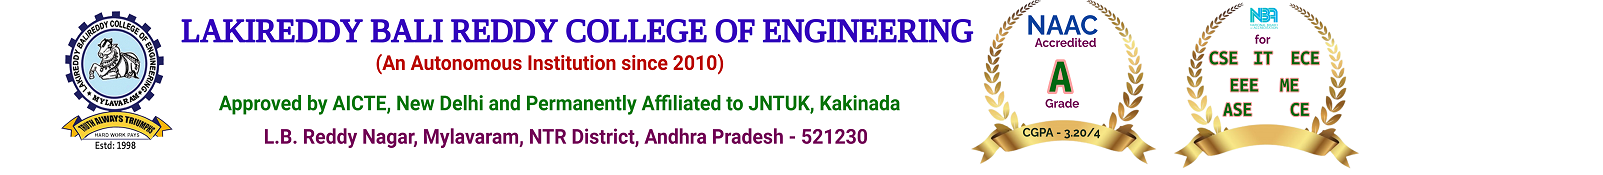 LAKIREDDY BALIREDDY COLLEGE OF ENGINEERING
* MYLAVARAM *
TRUTH ALWAYS TRIUMPHS
HARD WORK PAYS
Estd: 1998
LAKIREDDY BALI REDDY COLLEGE OF ENGINEERING
(An Autonomous Institution since 2010)
Approved by AICTE, New Delhi and Permanently Affiliated to JNTUK, Kakinada
L.B. Reddy Nagar, Mylavaram, NTR District, Andhra Pradesh - 521230
NAAC
Accredited
A
Grade
CGPA - 3.20/4
NBA
for
CSE IT ECE
EEE ME
ASE CE